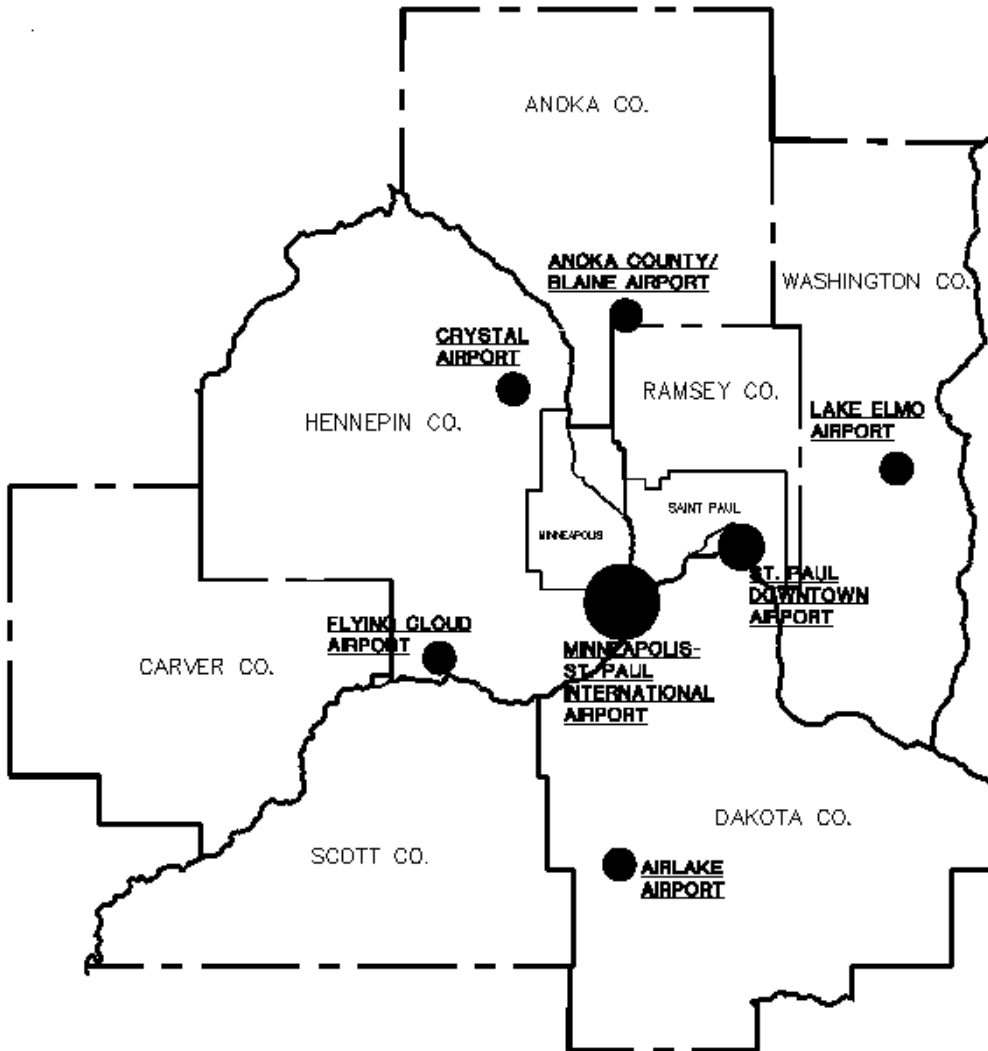 ANOKA CO.
ANOKA COUNTY/
BLAINE AIRPORT
WASHINGTON CO.
CRYSTAL
AIRPORT
RAMSEY CO.
HENNEPIN CO.
LAKE ELMO
AIRPORT
SAINT PAUL
MINNEAPOLIS
ST. PAUL
DOWNTOWN
AIRPORT
FLYING CLOUD
AIRPORT
MINNEAPOLIS-
ST. PAUL
INTERNATIONAL
AIRPORT
CARVER CO.
DAKOTA CO.
SCOTT CO.
AIRLAKE
AIRPORT